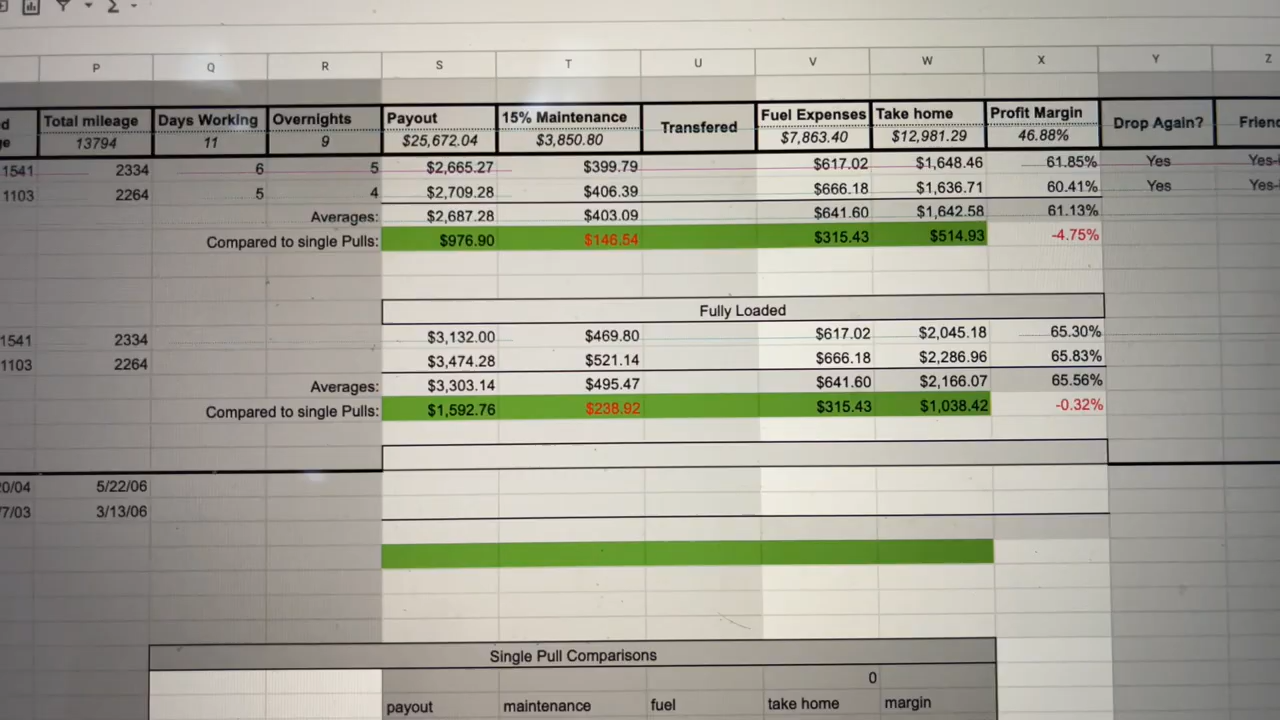 P Q R S T U V W X Y Z
d Total mileage Days Working Overnights Payout 15% Maintenance Transfered Fuel Expenses Take home Profit Margin Drop Again? Frien
e 13794 11 9 $25,672.04 $3,850.80 $7,863.40 $12,981.29 46.88%
1541 2334 6 5 $2,665.27 $399.79 $617.02 $1,648.46 61.85% Yes Yes-
1103 2264 5 4 $2,709.28 $406.39 $666.18 $1,636.71 60.41% Yes Yes-
Averages: $2,687.28 $403.09 $641.60 $1,642.58 61.13%
Compared to single Pulls: $976.90 $146.54 $315.43 $514.93 -4.75%
Fully Loaded
1541 2334 $3,132.00 $469.80 $617.02 $2,045.18 65.30%
1103 2264 $3,474.28 $521.14 $666.18 $2,286.96 65.83%
Averages: $3,303.14 $495.47 $641.60 $2,166.07 65.56%
Compared to single Pulls: $1,592.76 $238.92 $315.43 $1,038.42 -0.32%
20/04 5/22/06
7/03 3/13/06
Single Pull Comparisons
0
payout maintenance fuel take home margin